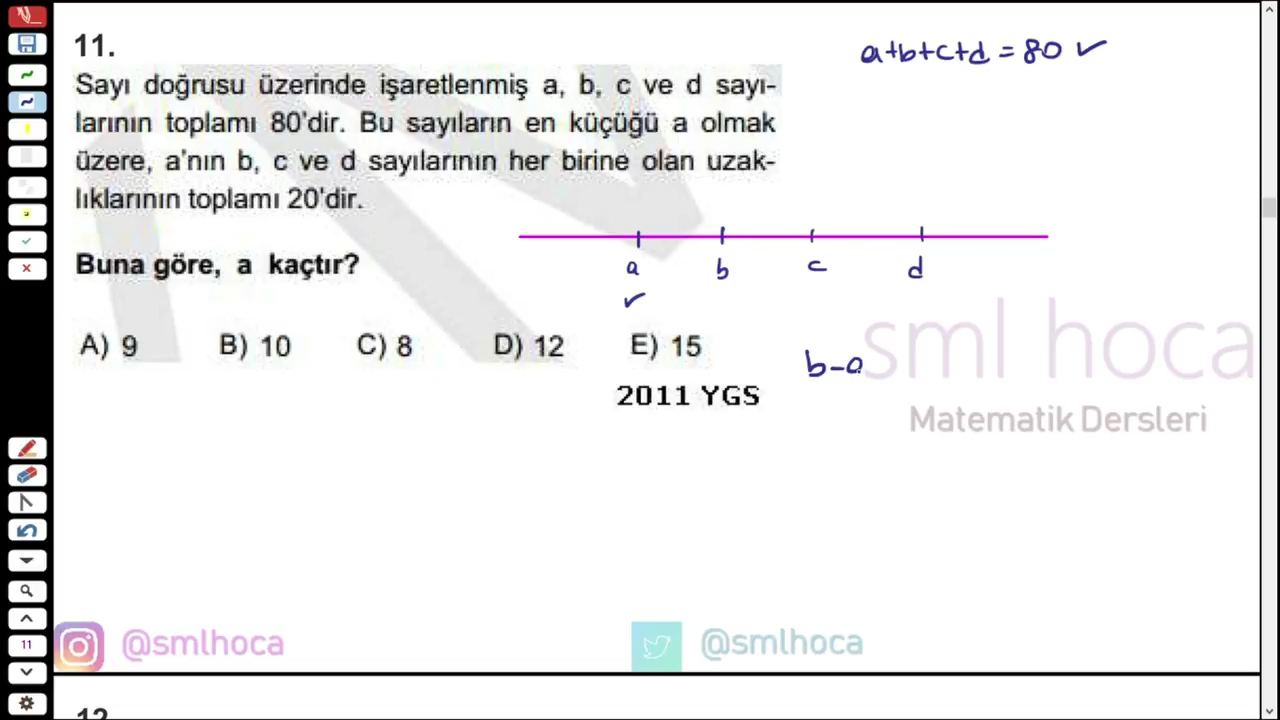 11.
a+b+c+d = 80 ✓
Sayı doğrusu üzerinde işaretlenmiş a, b, c ve d sayı-
larının toplamı 80'dir. Bu sayıların en küçüğü a olmak
üzere, a'nın b, c ve d sayılarının her birine olan uzak-
lıklarının toplamı 20'dir.
Buna göre, a kaçtır?
a b c d
✓
A) 9 B) 10 C) 8 D) 12 E) 15
b-a
2011 YGS
sml hoca
Matematik Dersleri
11
@smlhoca @smlhoca
12